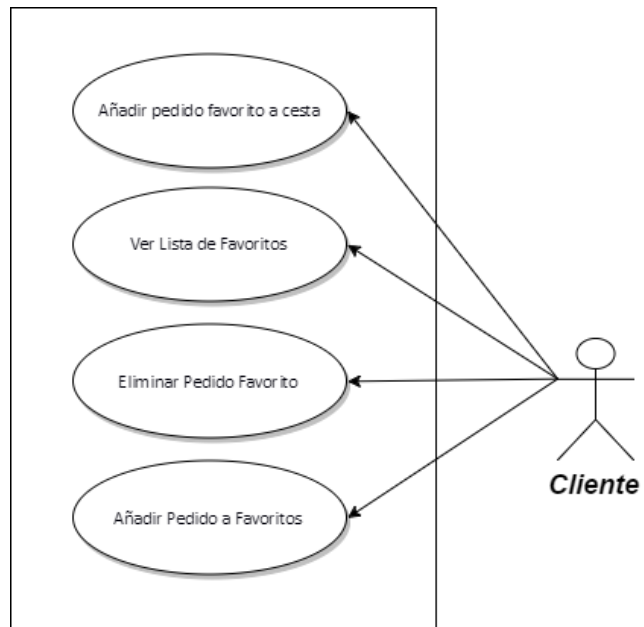 Añadir pedido favorito a cesta
Ver Lista de Favoritos
Eliminar Pedido Favorito
Añadir Pedido a Favoritos
Cliente